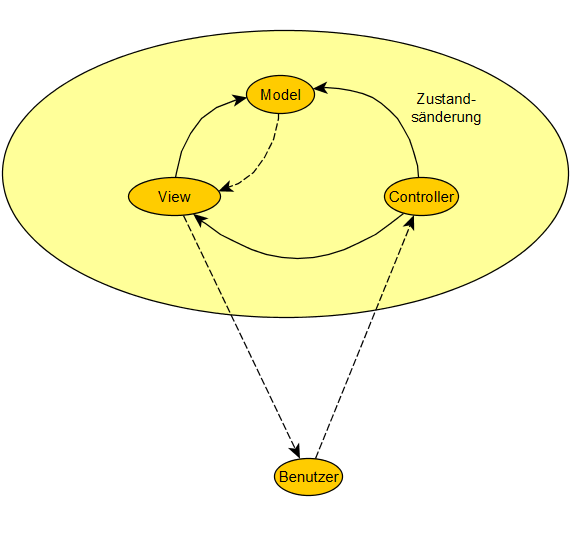 Model
Zustand-
sänderung
View
Controller
Benutzer